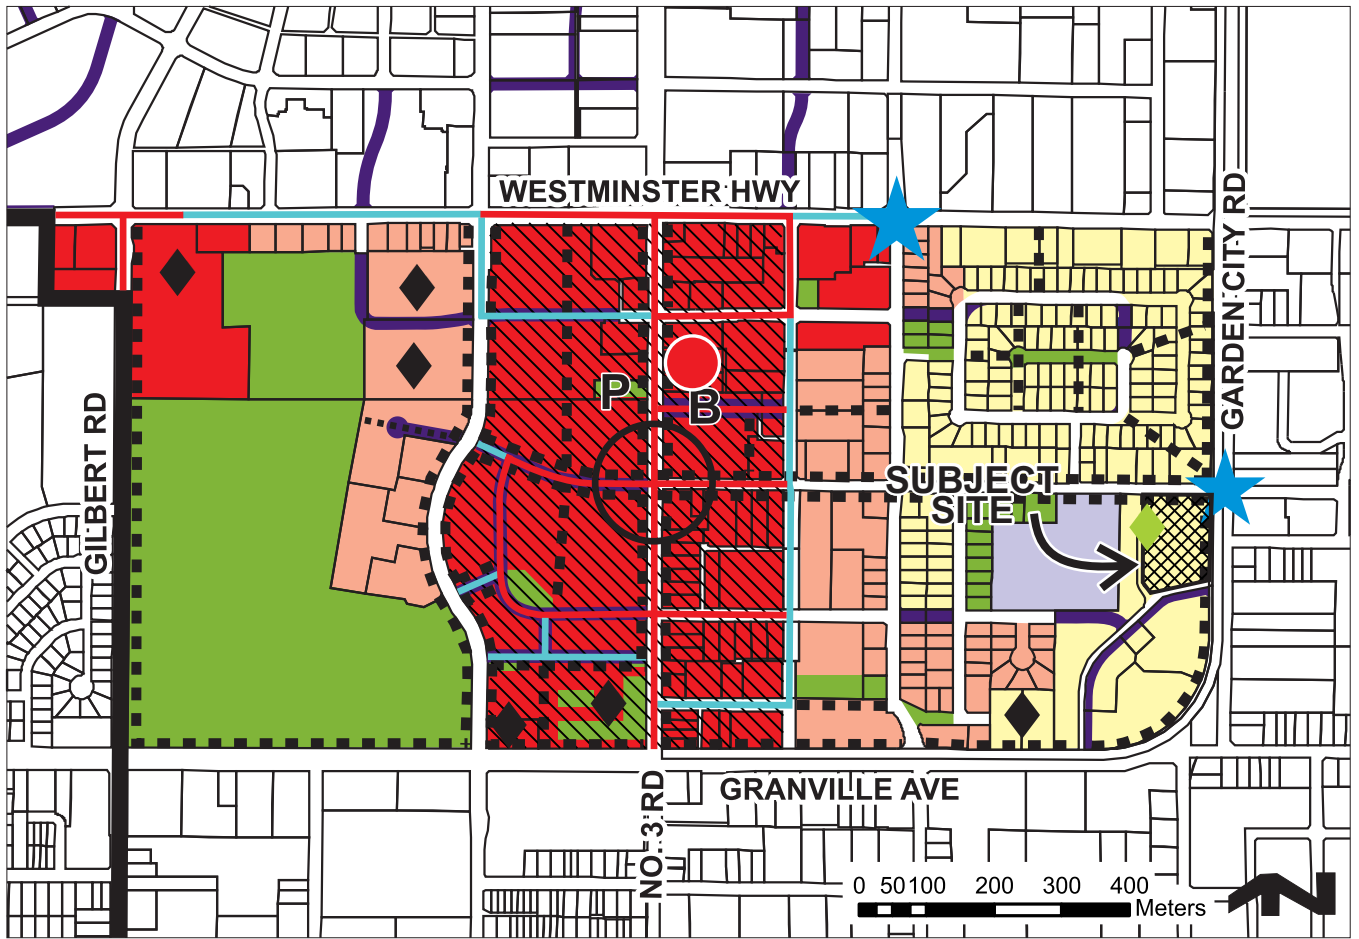 WESTMINSTER HWY
GARDEN CITY RD
P
B
GILBERT RD
SUBJECT
SITE
GRANVILLE AVE
NO. 3 RD
0 50 100 200 300 400
Meters